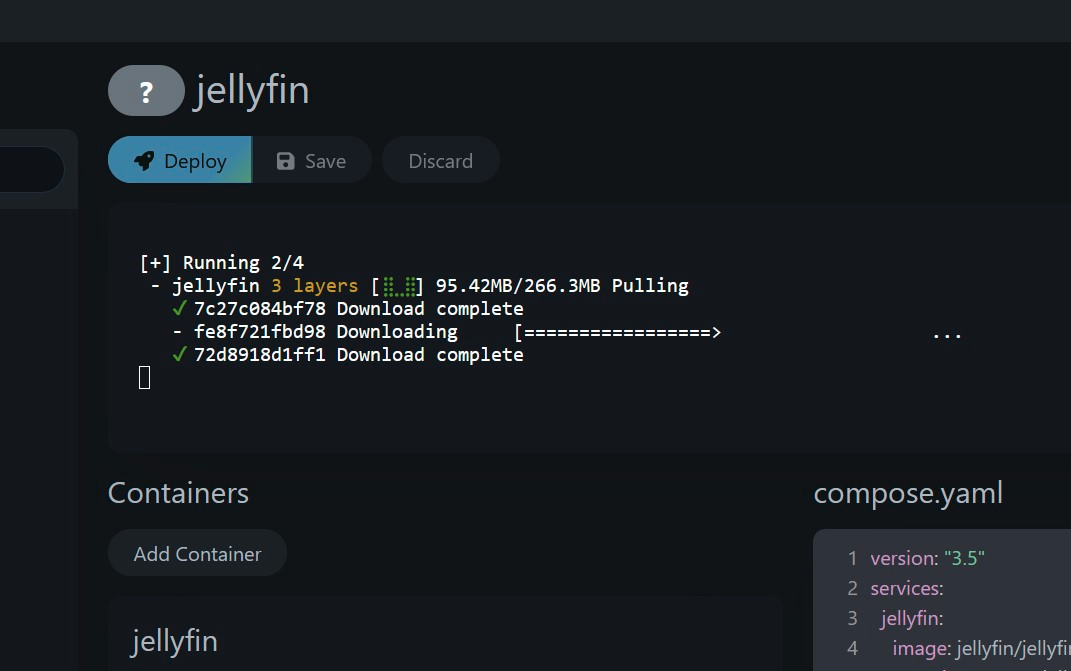 ? jellyfin
Deploy Save Discard
[+] Running 2/4
- jellyfin 3 layers [⣿⣀⣿] 95.42MB/266.3MB Pulling
✓ 7c27c084bf78 Download complete
- fe8f721fbd98 Downloading [=================> ...
✓ 72d8918d1ff1 Download complete
Containers
Add Container
jellyfin
compose.yaml
1 version: "3.5"
2 services:
3 jellyfin:
4 image: jellyfin/jellyfi